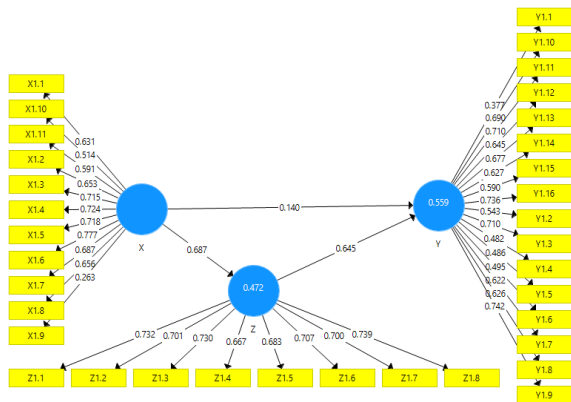 Y1.1
Y1.10
Y1.11
Y1.12
Y1.13
Y1.14
Y1.15
Y1.16
Y1.2
Y1.3
Y1.4
Y1.5
Y1.6
Y1.7
Y1.8
Y1.9
0.377
0.690
0.710
0.645
0.677
0.627
0.590
0.736
0.543
0.710
0.482
0.486
0.495
0.622
0.626
0.742
X1.1
X1.10
X1.11
X1.2
X1.3
X1.4
X1.5
X1.6
X1.7
X1.8
X1.9
0.631
0.514
0.591
0.653
0.715
0.724
0.718
0.777
0.687
0.656
0.263
X
0.140
0.559
Y
0.687
0.645
0.472
Z
0.732
0.701
0.730
0.667
0.683
0.707
0.700
0.739
Z1.1
Z1.2
Z1.3
Z1.4
Z1.5
Z1.6
Z1.7
Z1.8